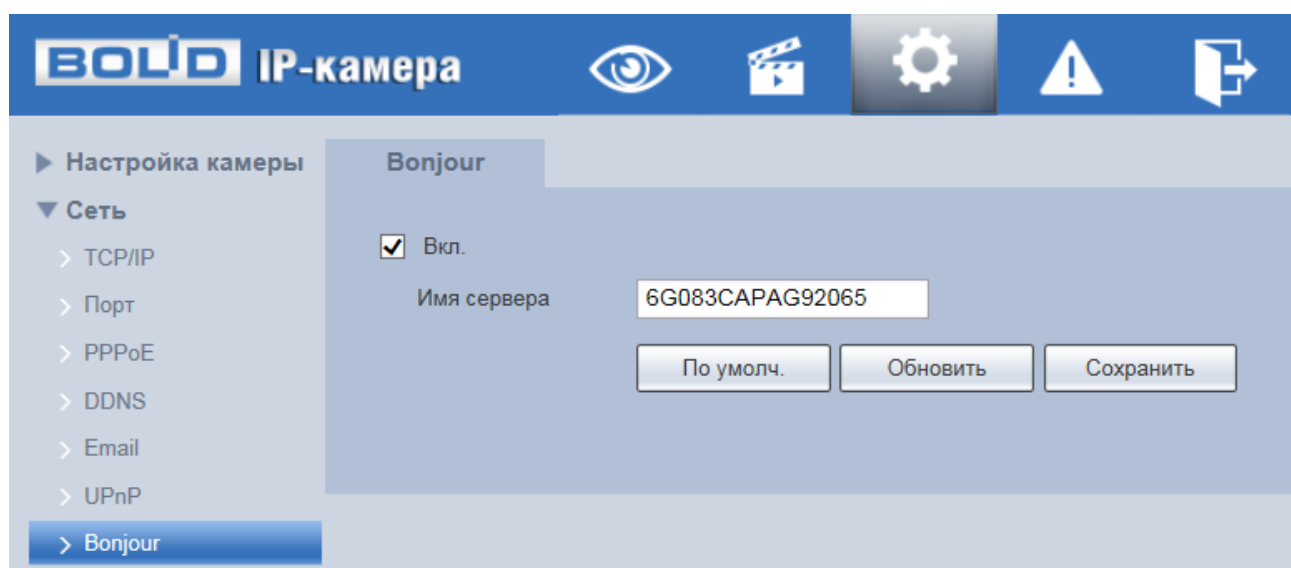 BOLID IP-камера
Настройка камеры
Сеть
TCP/IP
Порт
PPPoE
DDNS
Email
UPnP
Bonjour
Bonjour
Вкл.
Имя сервера 6G083CAPAG92065
По умолч. Обновить Сохранить